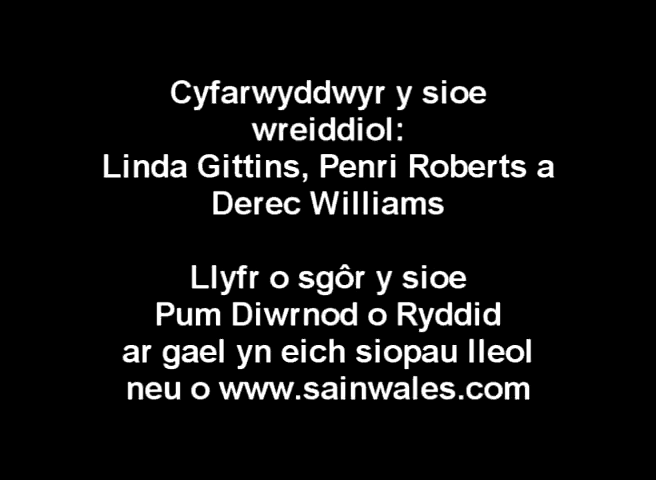 Cyfarwyddwyr y sioe
wreiddiol:
Linda Gittins, Penri Roberts a
Derec Williams
Llyfr o sgôr y sioe
Pum Diwrnod o Ryddid
ar gael yn eich siopau lleol
neu o www.sainwales.com